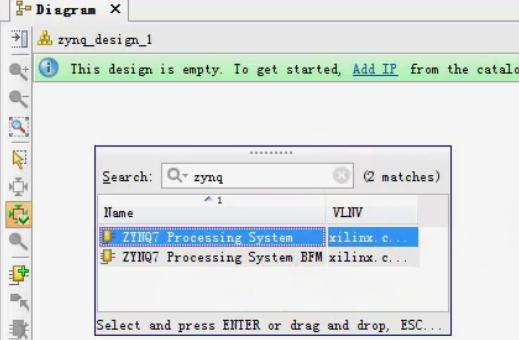 Diagram
zynq_design_1
This design is empty. To get started, Add IP from the catalo
Search: zynq (2 matches)
Name 1 VLNV
ZYNQ7 Processing System xilinx.c...
ZYNQ7 Processing System BFM xilinx.c...
Select and press ENTER or drag and drop, ESC...